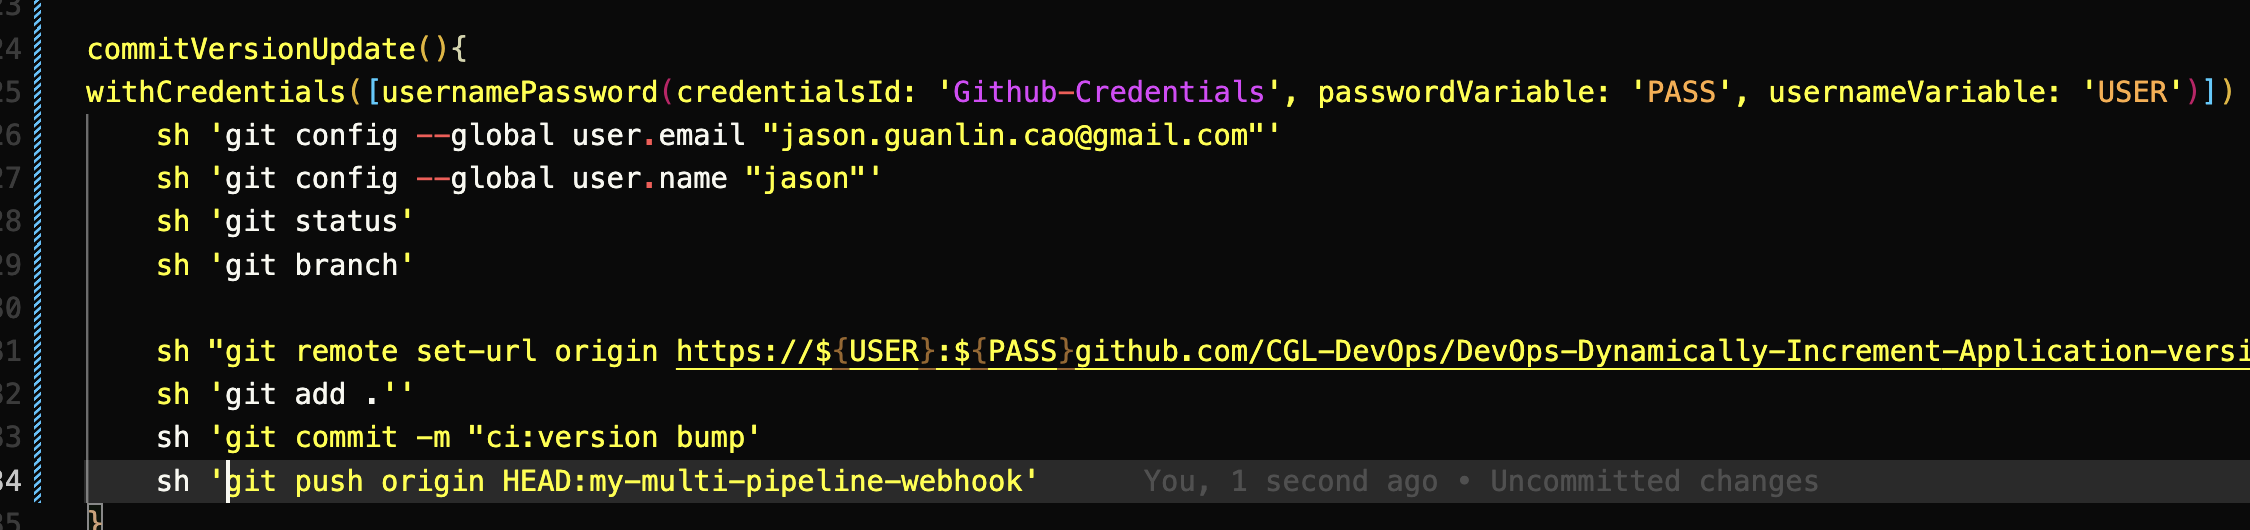 23
24 commitVersionUpdate(){
25 withCredentials([usernamePassword(credentialsId: 'Github-Credentials', passwordVariable: 'PASS', usernameVariable: 'USER')])
26 sh 'git config --global user.email "jason.guanlin.cao@gmail.com"'
27 sh 'git config --global user.name "jason"'
28 sh 'git status'
29 sh 'git branch'
30
31 sh "git remote set-url origin https://${USER}:${PASS}github.com/CGL-DevOps/DevOps-Dynamically-Increment-Application-versi
32 sh 'git add .''
33 sh 'git commit -m "ci:version bump'
34 sh 'git push origin HEAD:my-multi-pipeline-webhook' You, 1 second ago • Uncommitted changes
35 }